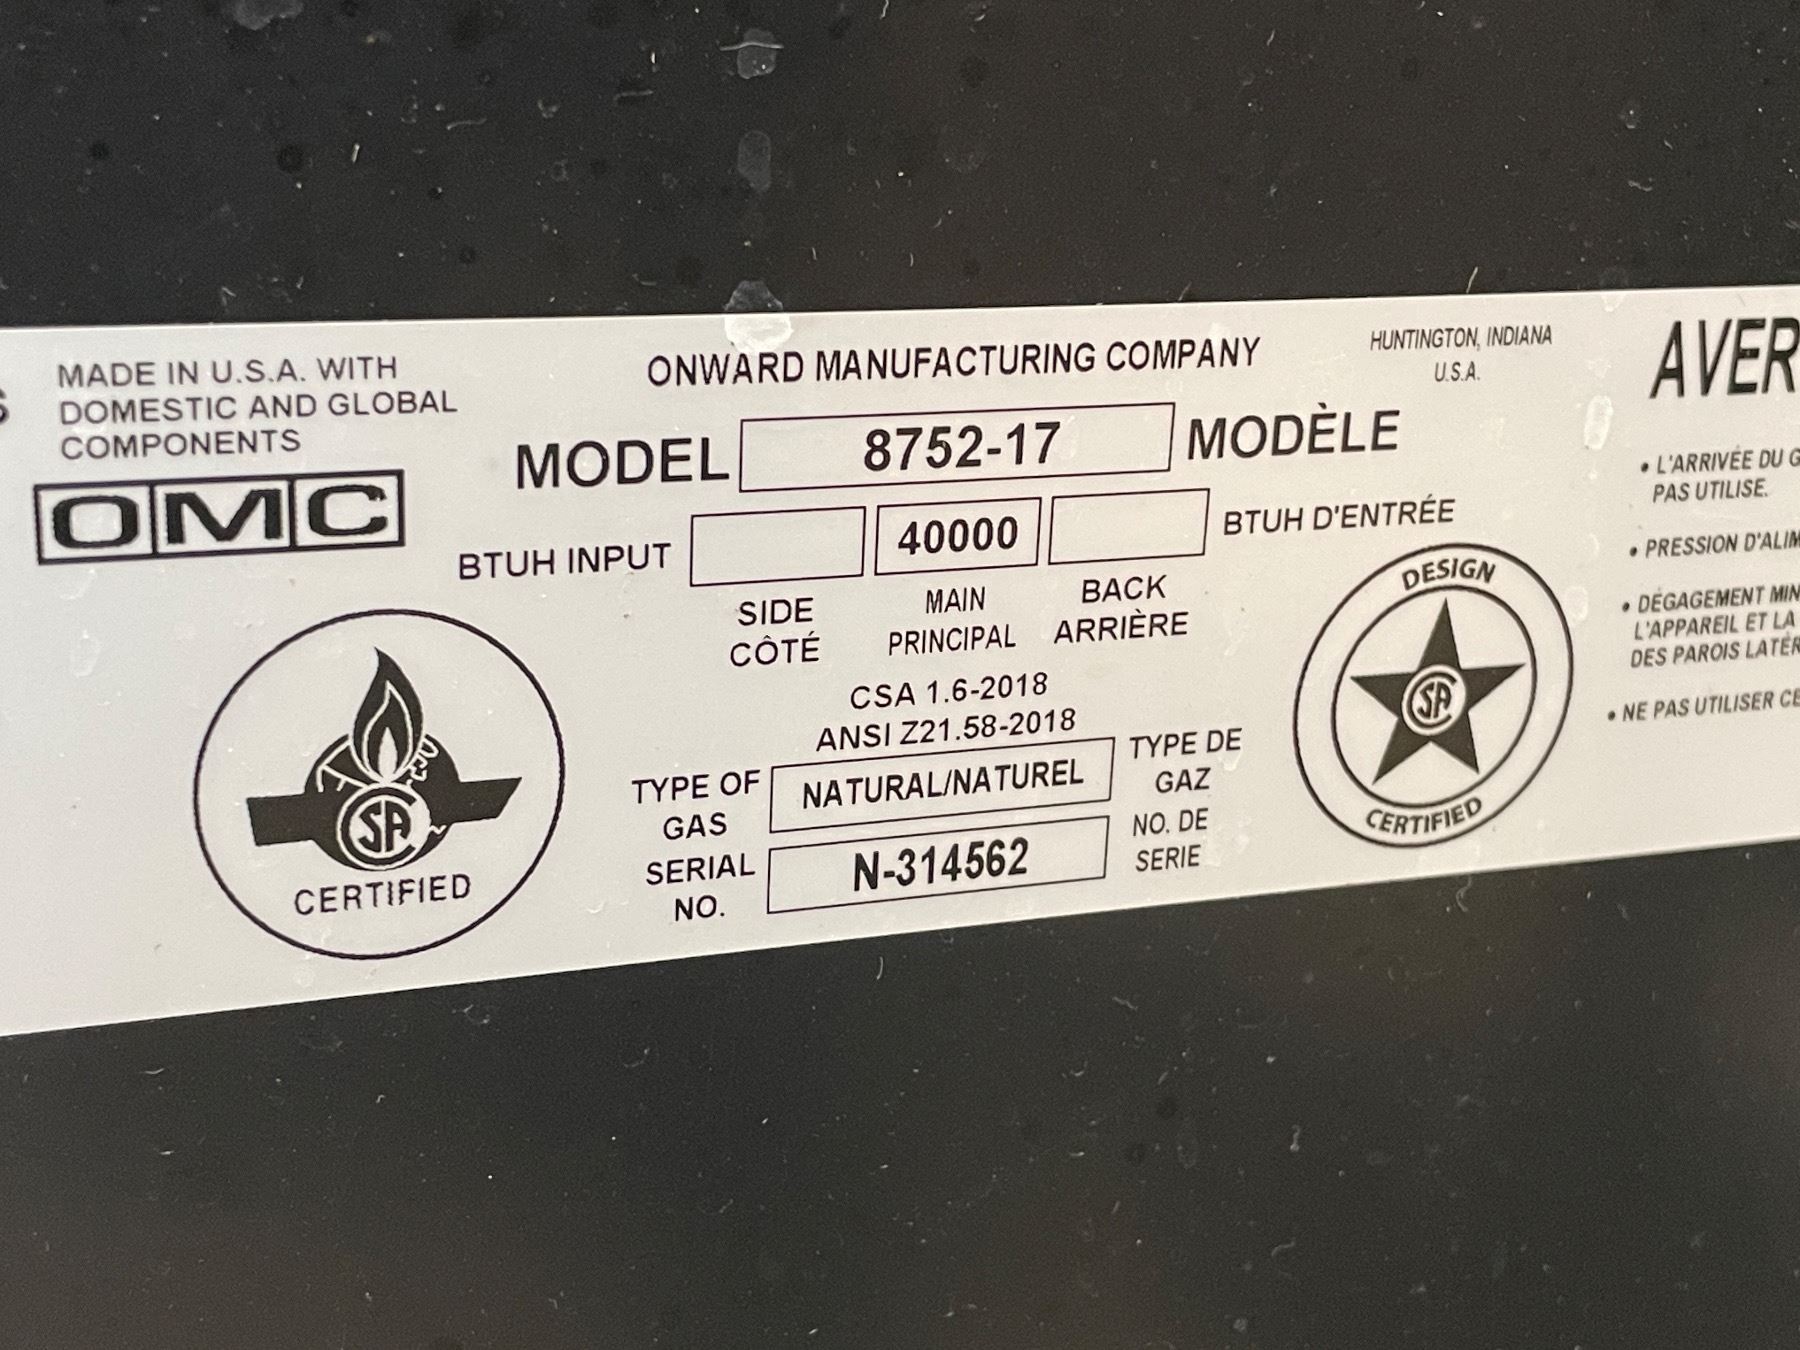 MADE IN U.S.A. WITH
DOMESTIC AND GLOBAL
COMPONENTS
OMC
CSA
CERTIFIED
ONWARD MANUFACTURING COMPANY
HUNTINGTON, INDIANA
U.S.A.
MODEL 8752-17 MODÈLE
BTUH INPUT 40000 BTUH D'ENTRÉE
SIDE MAIN BACK
CÔTÉ PRINCIPAL ARRIÈRE
CSA 1.6-2018
ANSI Z21.58-2018
TYPE OF GAS NATURAL/NATUREL TYPE DE GAZ
SERIAL NO. N-314562 NO. DE SERIE
DESIGN
CSA
CERTIFIED
AVER
• L'ARRIVÉE DU G
PAS UTILISE.
• PRESSION D'ALIM
• DÉGAGEMENT MIN
L'APPAREIL ET LA
DES PAROIS LATÉR
• NE PAS UTILISER CE